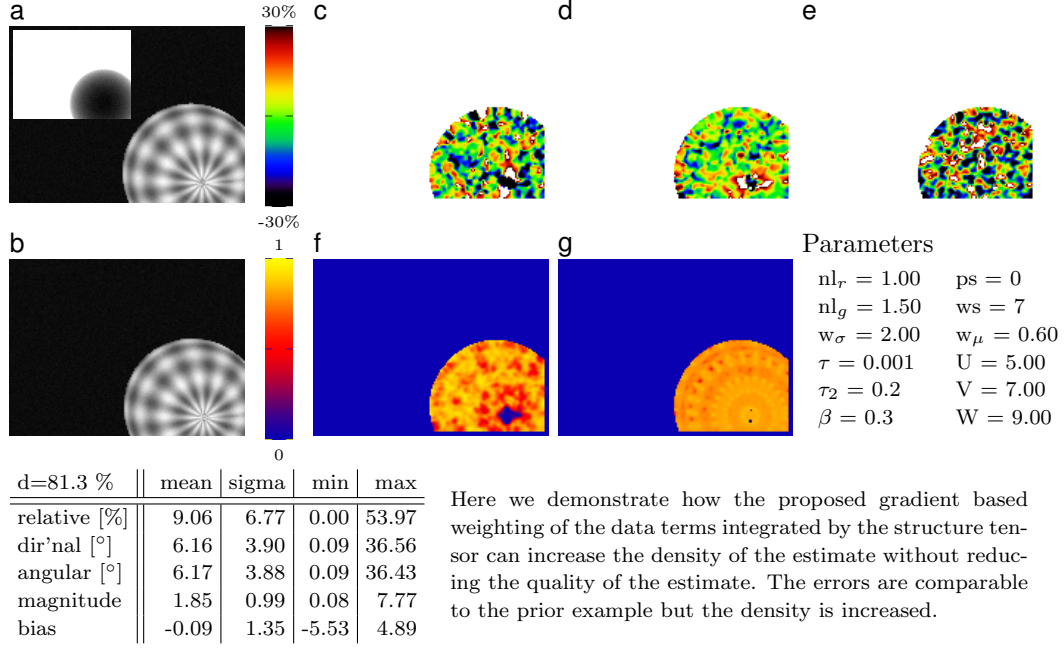 a
30%
c
d
e
-30%
b
1
f
g
Parameters
nl_r = 1.00 ps = 0
nl_g = 1.50 ws = 7
w_σ = 2.00 w_μ = 0.60
τ = 0.001 U = 5.00
τ_2 = 0.2 V = 7.00
β = 0.3 W = 9.00
0
d=81.3 % mean sigma min max
relative [%] 9.06 6.77 0.00 53.97
dir'nal [°] 6.16 3.90 0.09 36.56
angular [°] 6.17 3.88 0.09 36.43
magnitude 1.85 0.99 0.08 7.77
bias -0.09 1.35 -5.53 4.89
Here we demonstrate how the proposed gradient based
weighting of the data terms integrated by the structure ten-
sor can increase the density of the estimate without reduc-
ing the quality of the estimate. The errors are comparable
to the prior example but the density is increased.